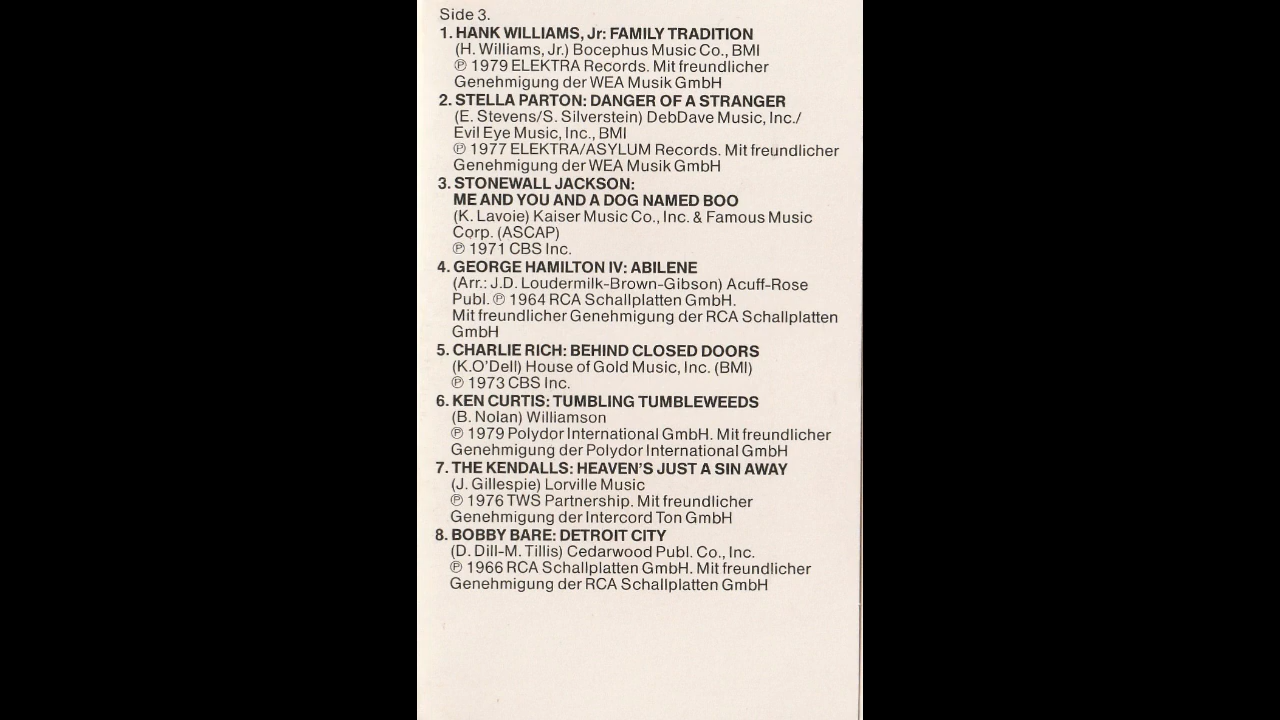 Side 3.
1. HANK WILLIAMS, Jr: FAMILY TRADITION
(H. Williams, Jr.) Bocephus Music Co., BMI
℗ 1979 ELEKTRA Records. Mit freundlicher
Genehmigung der WEA Musik GmbH
2. STELLA PARTON: DANGER OF A STRANGER
(E. Stevens/S. Silverstein) DebDave Music, Inc./
Evil Eye Music, Inc., BMI
℗ 1977 ELEKTRA/ASYLUM Records. Mit freundlicher
Genehmigung der WEA Musik GmbH
3. STONEWALL JACKSON:
ME AND YOU AND A DOG NAMED BOO
(K. Lavoie) Kaiser Music Co., Inc. & Famous Music
Corp. (ASCAP)
℗ 1971 CBS Inc.
4. GEORGE HAMILTON IV: ABILENE
(Arr.: J.D. Loudermilk-Brown-Gibson) Acuff-Rose
Publ. ℗ 1964 RCA Schallplatten GmbH.
Mit freundlicher Genehmigung der RCA Schallplatten
GmbH
5. CHARLIE RICH: BEHIND CLOSED DOORS
(K.O'Dell) House of Gold Music, Inc. (BMI)
℗ 1973 CBS Inc.
6. KEN CURTIS: TUMBLING TUMBLEWEEDS
(B. Nolan) Williamson
℗ 1979 Polydor International GmbH. Mit freundlicher
Genehmigung der Polydor International GmbH
7. THE KENDALLS: HEAVEN'S JUST A SIN AWAY
(J. Gillespie) Lorville Music
℗ 1976 TWS Partnership. Mit freundlicher
Genehmigung der Intercord Ton GmbH
8. BOBBY BARE: DETROIT CITY
(D. Dill-M. Tillis) Cedarwood Publ. Co., Inc.
℗ 1966 RCA Schallplatten GmbH. Mit freundlicher
Genehmigung der RCA Schallplatten GmbH